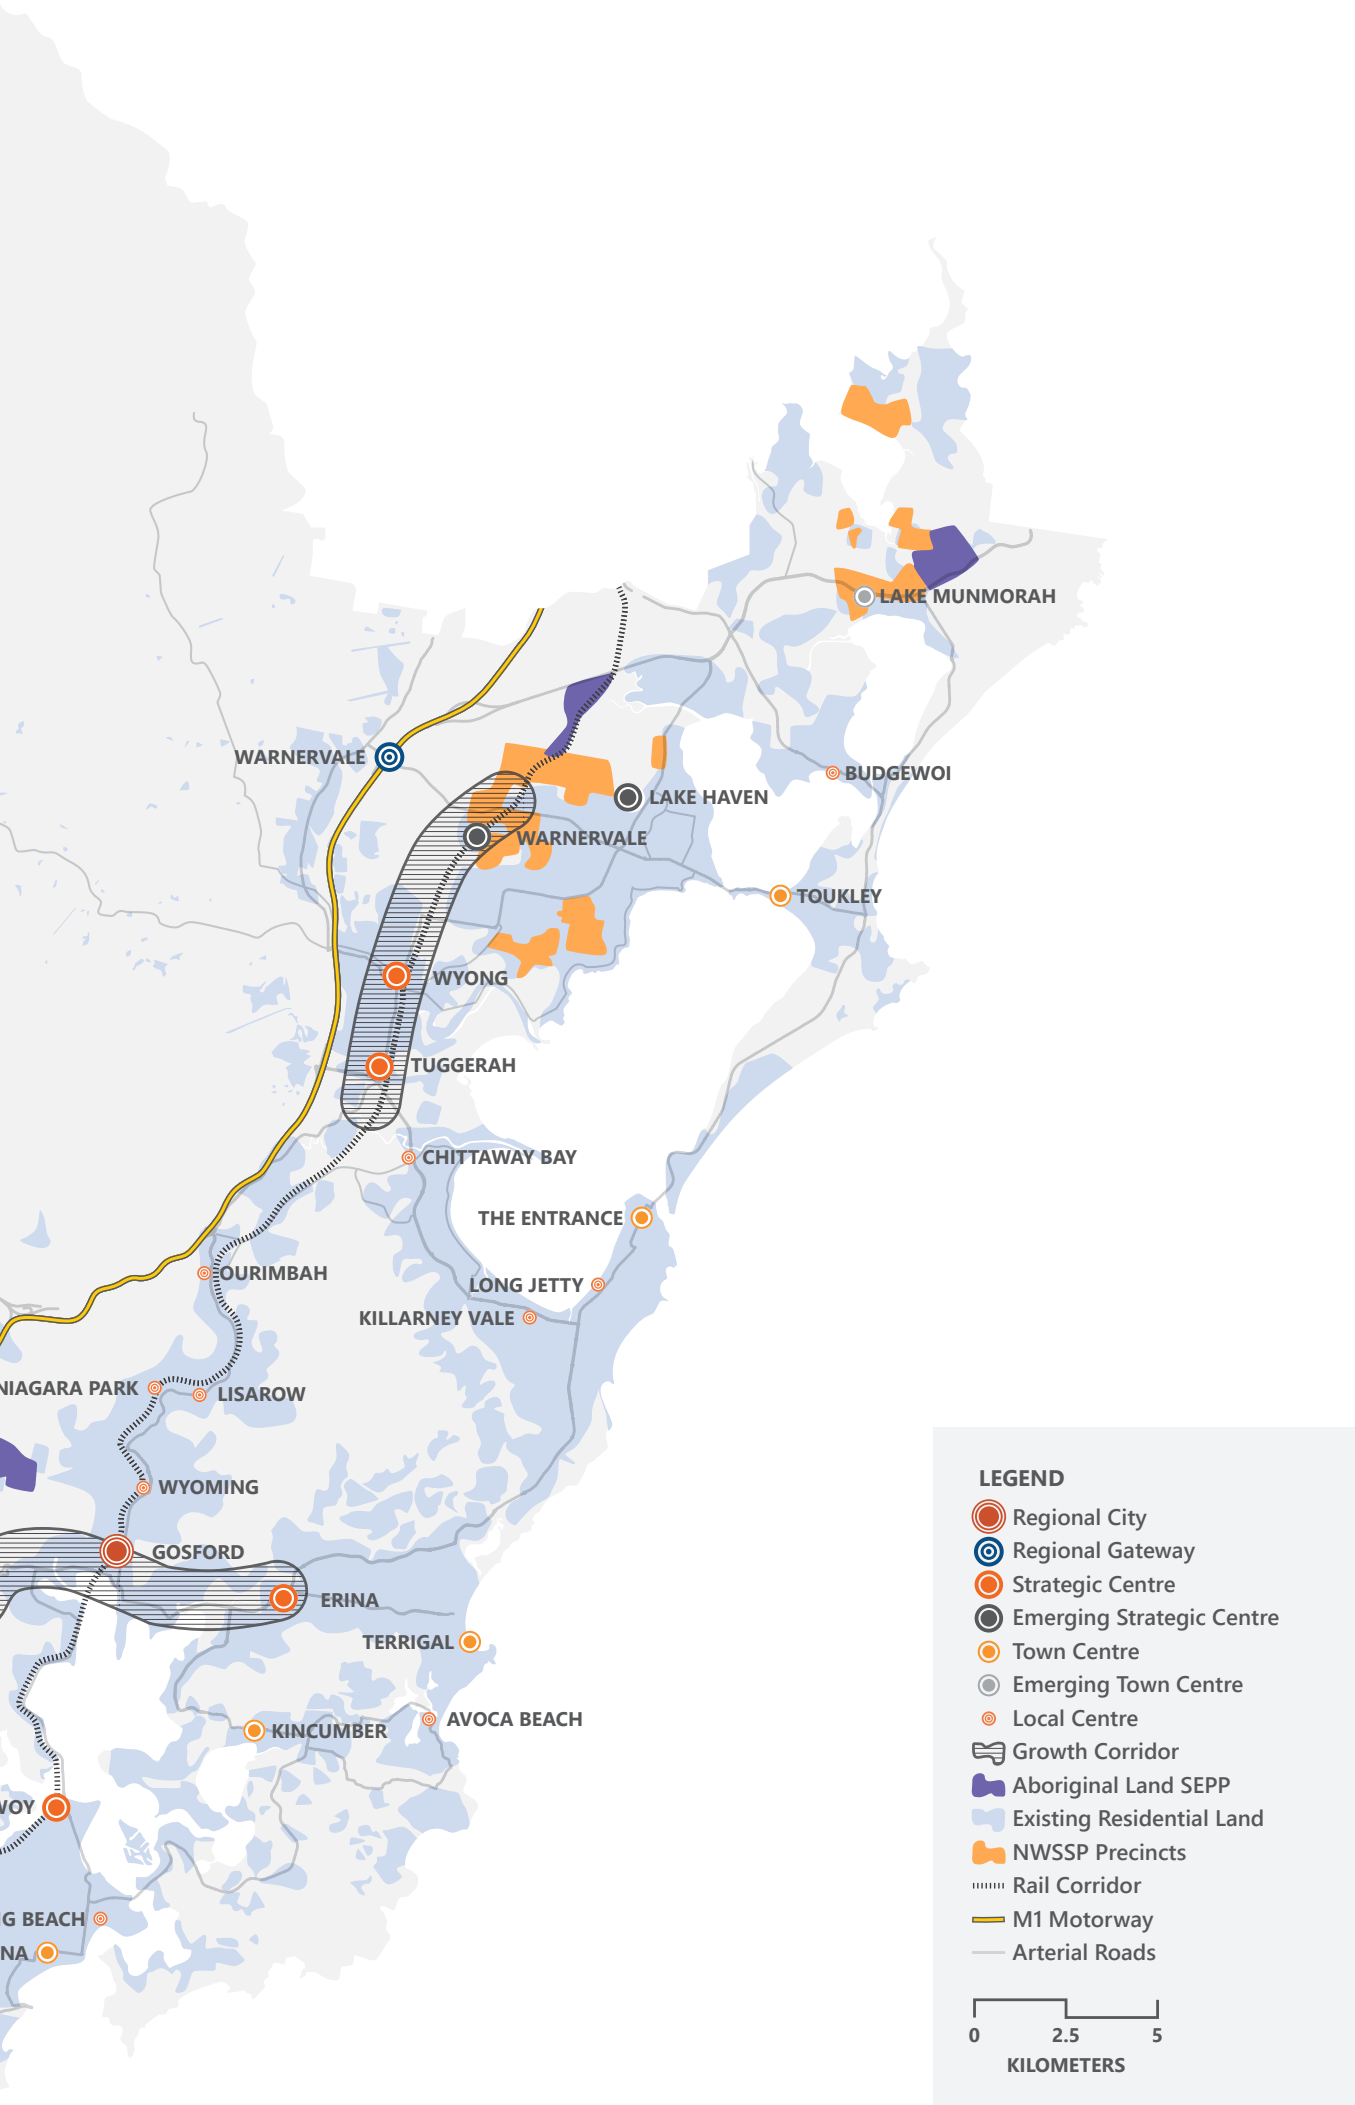 LAKE MUNMORAH
WARNERVALE
BUDGEWOI
LAKE HAVEN
WARNERVALE
TOUKLEY
WYONG
TUGGERAH
CHITTAWAY BAY
THE ENTRANCE
OURIMBAH
LONG JETTY
KILLARNEY VALE
NIAGARA PARK
LISAROW
WYOMING
GOSFORD
ERINA
TERRIGAL
AVOCA BEACH
KINCUMBER
WOY
G BEACH
NA
LEGEND
Regional City
Regional Gateway
Strategic Centre
Emerging Strategic Centre
Town Centre
Emerging Town Centre
Local Centre
Growth Corridor
Aboriginal Land SEPP
Existing Residential Land
NWSSP Precincts
Rail Corridor
M1 Motorway
Arterial Roads
0 2.5 5
KILOMETERS